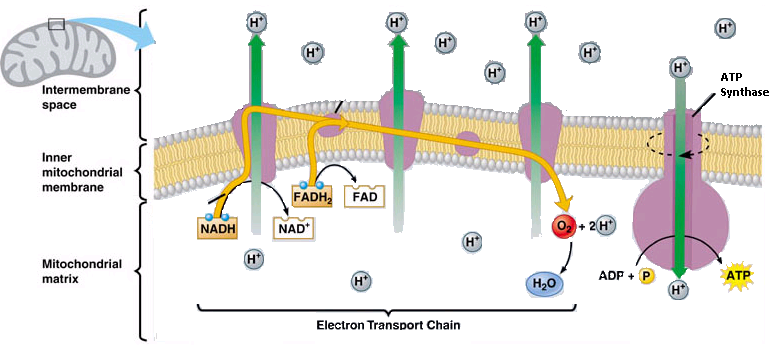 H⁺ H⁺ H⁺ H⁺
H⁺ H⁺
H⁺ H⁺
ATP
Synthase
Intermembrane
space
Inner
mitochondrial
membrane
FADH₂ FAD
NADH NAD⁺
O₂ + 2 H⁺
H⁺ H⁺
Mitochondrial
matrix
H⁺ H₂O ADP + P ATP
H⁺
Electron Transport Chain